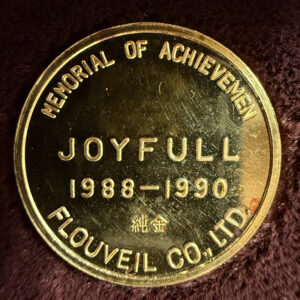 MEMORIAL OF ACHIEVEMEN
JOYFULL
1988-1990
純金
FLOUVEIL CO., LTD.